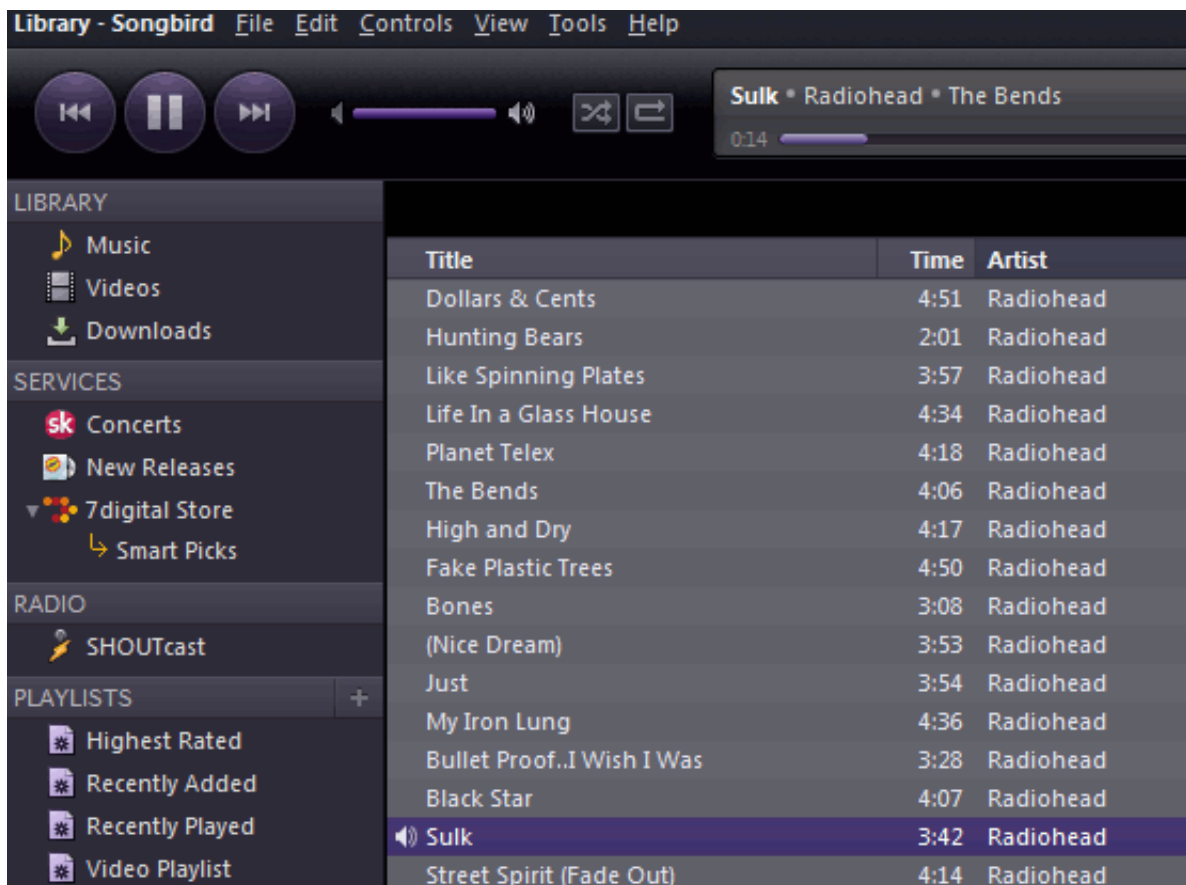 Library - Songbird File Edit Controls View Tools Help
Sulk • Radiohead • The Bends
0:14
LIBRARY
Music
Videos
Downloads
SERVICES
sk Concerts
New Releases
7digital Store
Smart Picks
RADIO
SHOUTcast
PLAYLISTS +
Highest Rated
Recently Added
Recently Played
Video Playlist
Title Time Artist
Dollars & Cents 4:51 Radiohead
Hunting Bears 2:01 Radiohead
Like Spinning Plates 3:57 Radiohead
Life In a Glass House 4:34 Radiohead
Planet Telex 4:18 Radiohead
The Bends 4:06 Radiohead
High and Dry 4:17 Radiohead
Fake Plastic Trees 4:50 Radiohead
Bones 3:08 Radiohead
(Nice Dream) 3:53 Radiohead
Just 3:54 Radiohead
My Iron Lung 4:36 Radiohead
Bullet Proof..I Wish I Was 3:28 Radiohead
Black Star 4:07 Radiohead
Sulk 3:42 Radiohead
Street Spirit (Fade Out) 4:14 Radiohead